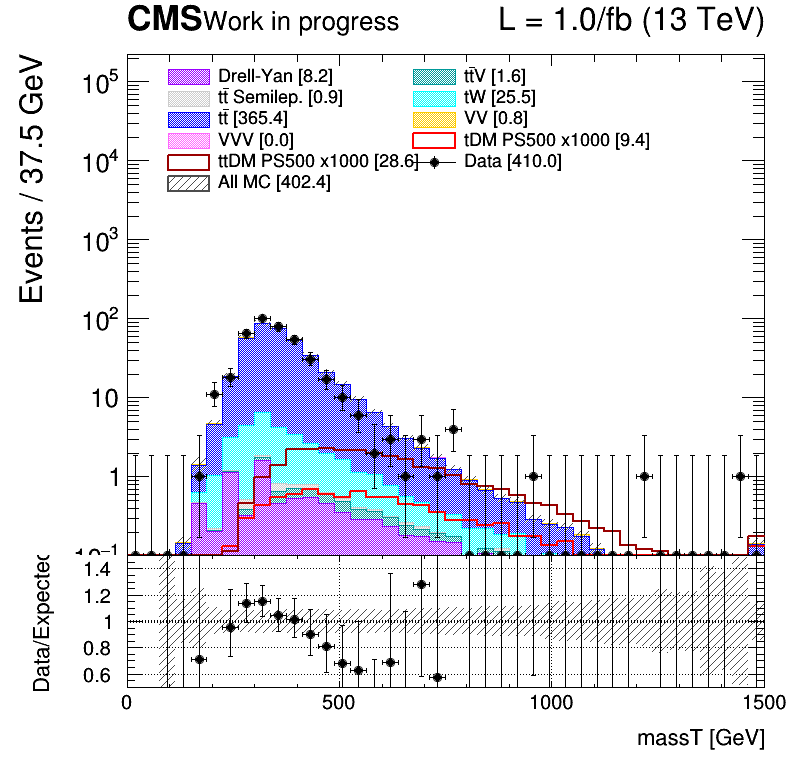 CMS Work in progress L = 1.0/fb (13 TeV)
Events / 37.5 GeV
10⁵
10⁴
10³
10²
10
1
10⁻¹
Drell-Yan [8.2]
tt̄ Semilep. [0.9]
tt̄ [365.4]
VVV [0.0]
ttDM PS500 x1000 [28.6]
All MC [402.4]
tt̄V [1.6]
tW [25.5]
VV [0.8]
tDM PS500 x1000 [9.4]
Data [410.0]
Data/Expected
1.4
1.2
1
0.8
0.6
0 500 1000 1500
massT [GeV]